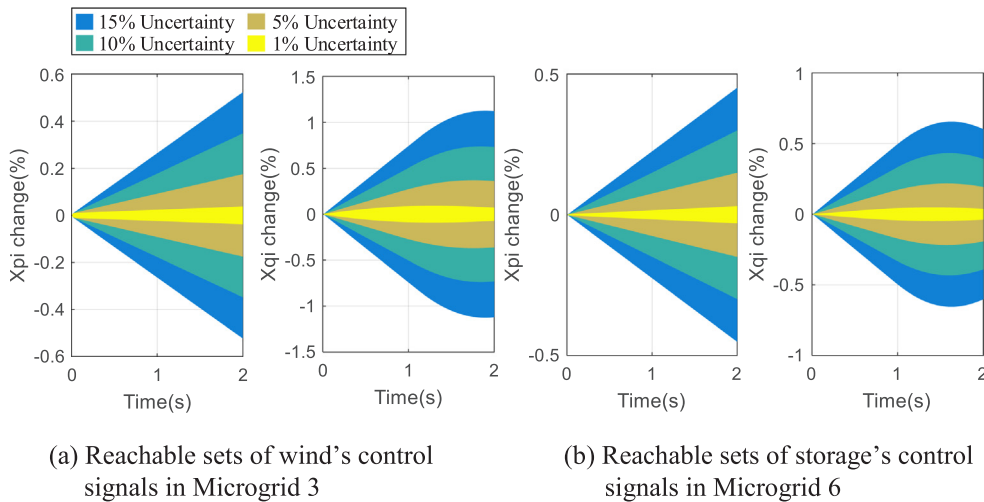 15% Uncertainty
5% Uncertainty
10% Uncertainty
1% Uncertainty
0.6
0.4
0.2
0
-0.2
-0.4
-0.6
Xpi change(%)
0
1
2
Time(s)
1.5
1
0.5
0
-0.5
-1
-1.5
Xqi change(%)
0
1
2
Time(s)
0.5
0
-0.5
Xpi change(%)
0
1
2
Time(s)
1
0.5
0
-0.5
-1
Xqi change(%)
0
1
2
Time(s)
(a) Reachable sets of wind’s control
signals in Microgrid 3
(b) Reachable sets of storage’s control
signals in Microgrid 6